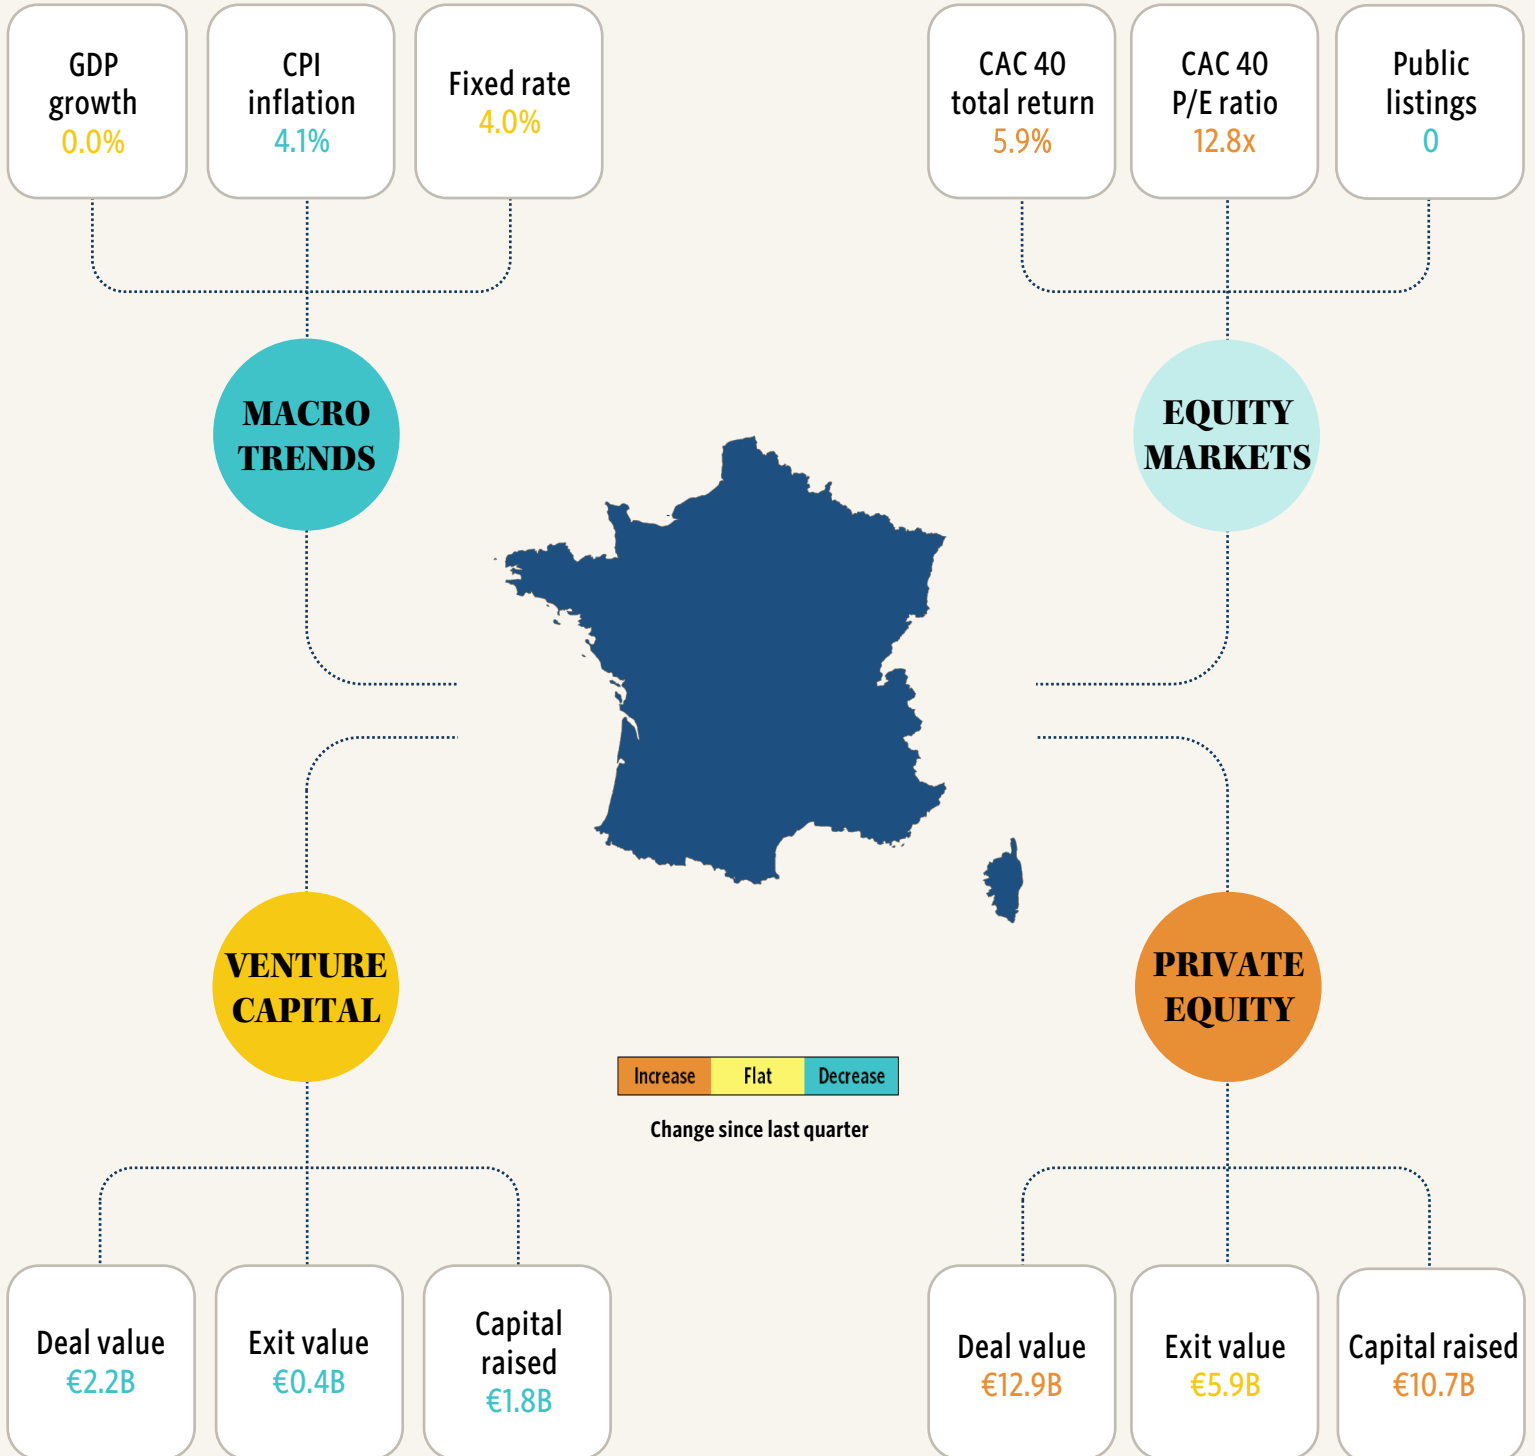 GDP
growth
0.0%
CPI
inflation
4.1%
Fixed rate
4.0%
CAC 40
total return
5.9%
CAC 40
P/E ratio
12.8x
Public
listings
0
MACRO
TRENDS
EQUITY
MARKETS
VENTURE
CAPITAL
PRIVATE
EQUITY
Increase
Flat
Decrease
Change since last quarter
Deal value
€2.2B
Exit value
€0.4B
Capital
raised
€1.8B
Deal value
€12.9B
Exit value
€5.9B
Capital raised
€10.7B